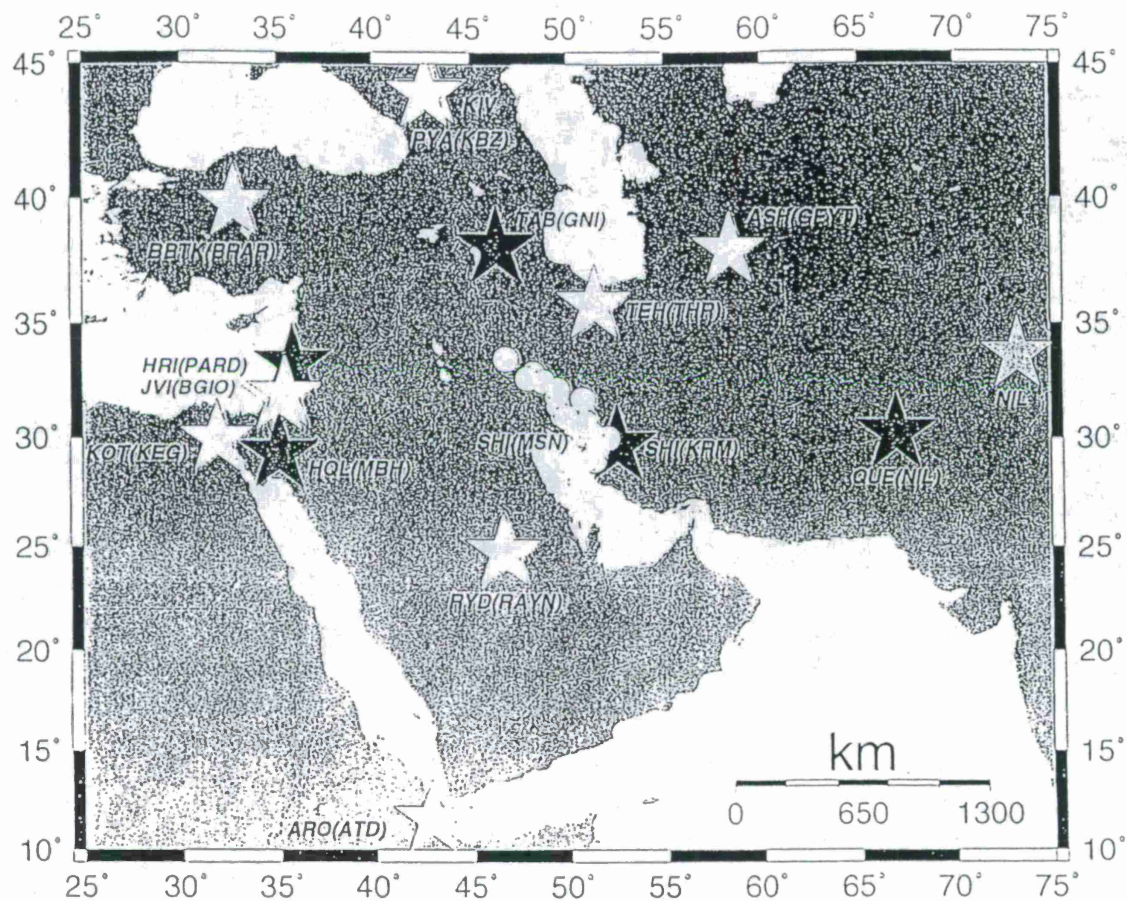 25° 30° 35° 40° 45° 50° 55° 60° 65° 70° 75°
45° 45°
KIV
PYA(KBZ)
40° 40°
TAB(GNI)
ASH(GEYT)
BRTK(BRAR)
TEH(THR)
35° 35°
HRI(PARD)
JVI(BGIO)
NIL
30° 30°
KOT(KEG)
SHI(MSN)
SHI(KRM)
HQL(MBH)
QUE(NIL)
25° 25°
RYD(RAYN)
20° 20°
15° 15°
km
0 650 1300
ARO(ATD)
10° 10°
25° 30° 35° 40° 45° 50° 55° 60° 65° 70° 75°